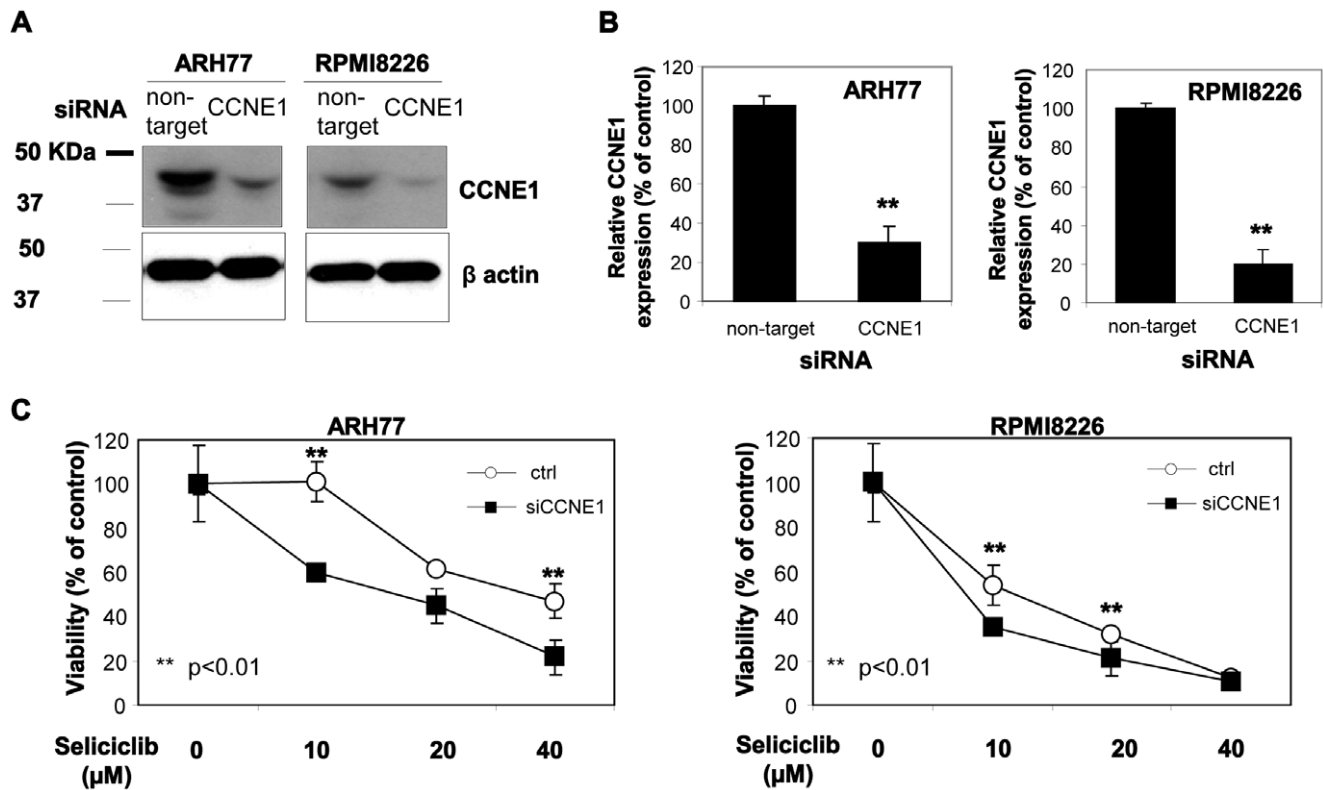 A
ARH77 RPMI8226
siRNA non-target CCNE1 non-target CCNE1
50 KDa
37
CCNE1
50
37
β actin
B
Relative CCNE1 expression (% of control)
120
100
80
60
40
20
0
ARH77
**
non-target CCNE1
siRNA
Relative CCNE1 expression (% of control)
120
100
80
60
40
20
0
RPMI8226
**
non-target CCNE1
siRNA
C
ARH77
Viability (% of control)
120
100
80
60
40
20
0
**
**
ctrl
siCCNE1
** p<0.01
Seliciclib (µM) 0 10 20 40
RPMI8226
Viability (% of control)
120
100
80
60
40
20
0
**
**
ctrl
siCCNE1
** p<0.01
Seliciclib (µM) 0 10 20 40